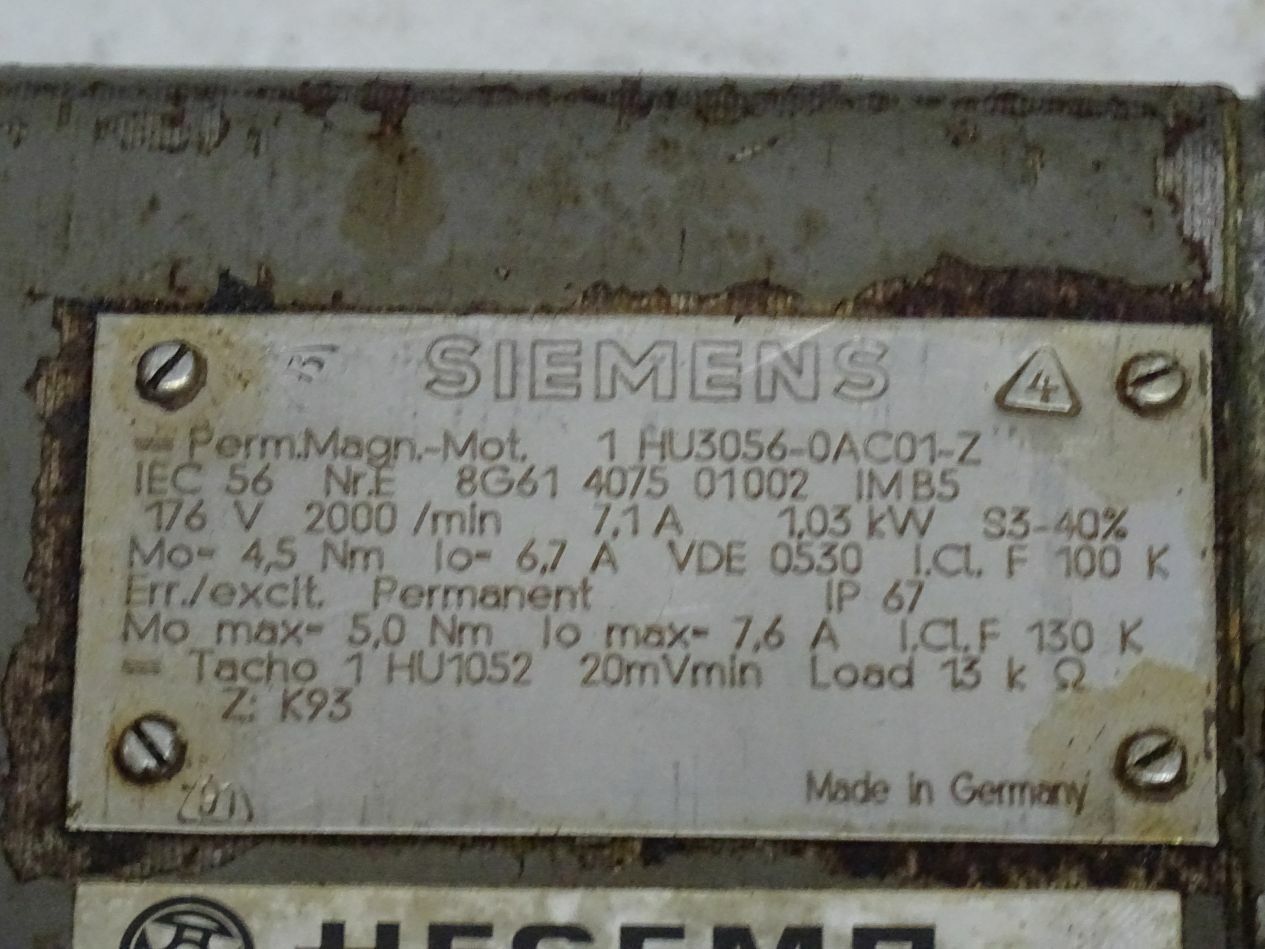 SIEMENS 4
= Perm.Magn.-Mot. 1 HU3056-0AC01-Z
IEC 56 Nr.E 8G61 4075 01002 IMB5
176 V 2000 /min 7,1 A 1,03 kW S3-40%
Mo= 4,5 Nm Io= 6,7 A VDE 0530 I.Cl. F 100 K
Err./excit. Permanent IP 67
Mo max= 5,0 Nm Io max= 7,6 A I.Cl.F 130 K
= Tacho 1 HU1052 20mVmin Load 13 k Ω
Z: K93
Made in Germany